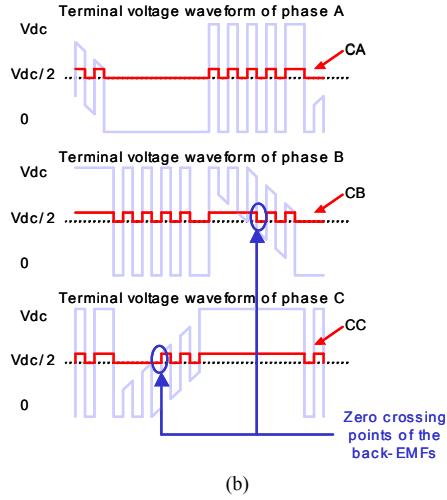 Terminal voltage waveform of phase A
Vdc
CA
Vdc/2
0
Terminal voltage waveform of phase B
Vdc
CB
Vdc/2
0
Terminal voltage waveform of phase C
Vdc
CC
Vdc/2
0
Zero crossing
points of the
back-EMFs
(b)